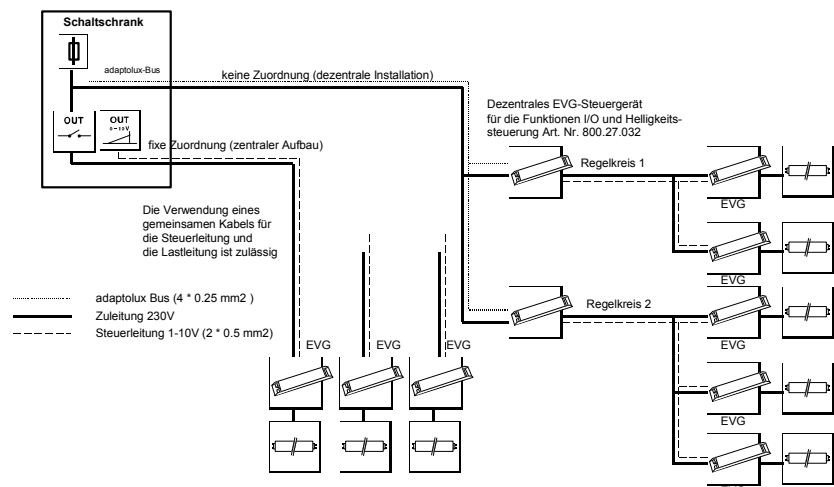 Schaltschrank
adaptolux-Bus
keine Zuordnung (dezentrale Installation)
OUT
OUT
0-10V
fixe Zuordnung (zentraler Aufbau)
Dezentrales EVG-Steuergerät
für die Funktionen I/O und Helligkeits-
steuerung Art. Nr. 800.27.032
Regelkreis 1
EVG
EVG
Die Verwendung eines
gemeinsamen Kabels für
die Steuerleitung und
die Lastleitung ist zulässig
Regelkreis 2
EVG
EVG
adaptolux Bus (4 * 0.25 mm2 )
Zuleitung 230V
Steuerleitung 1-10V (2 * 0.5 mm2)
EVG
EVG
EVG